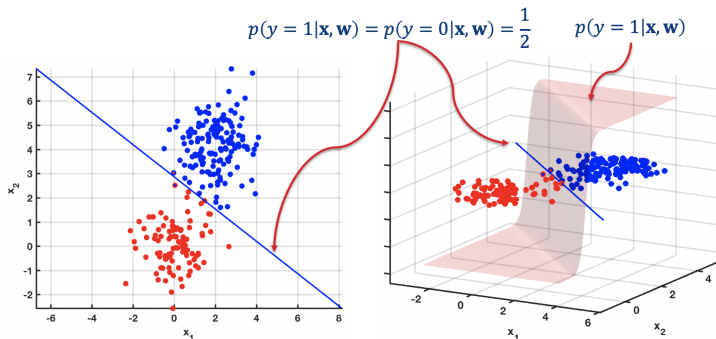 p(y = 1|x, w) = p(y = 0|x, w) = 1/2
p(y = 1|x, w)
7
6
5
4
3
2
1
0
-1
-2
x2
-6 -4 -2 0 2 4 6 8
x1
-2 0 2 4 6
x1
0 2 4
x2